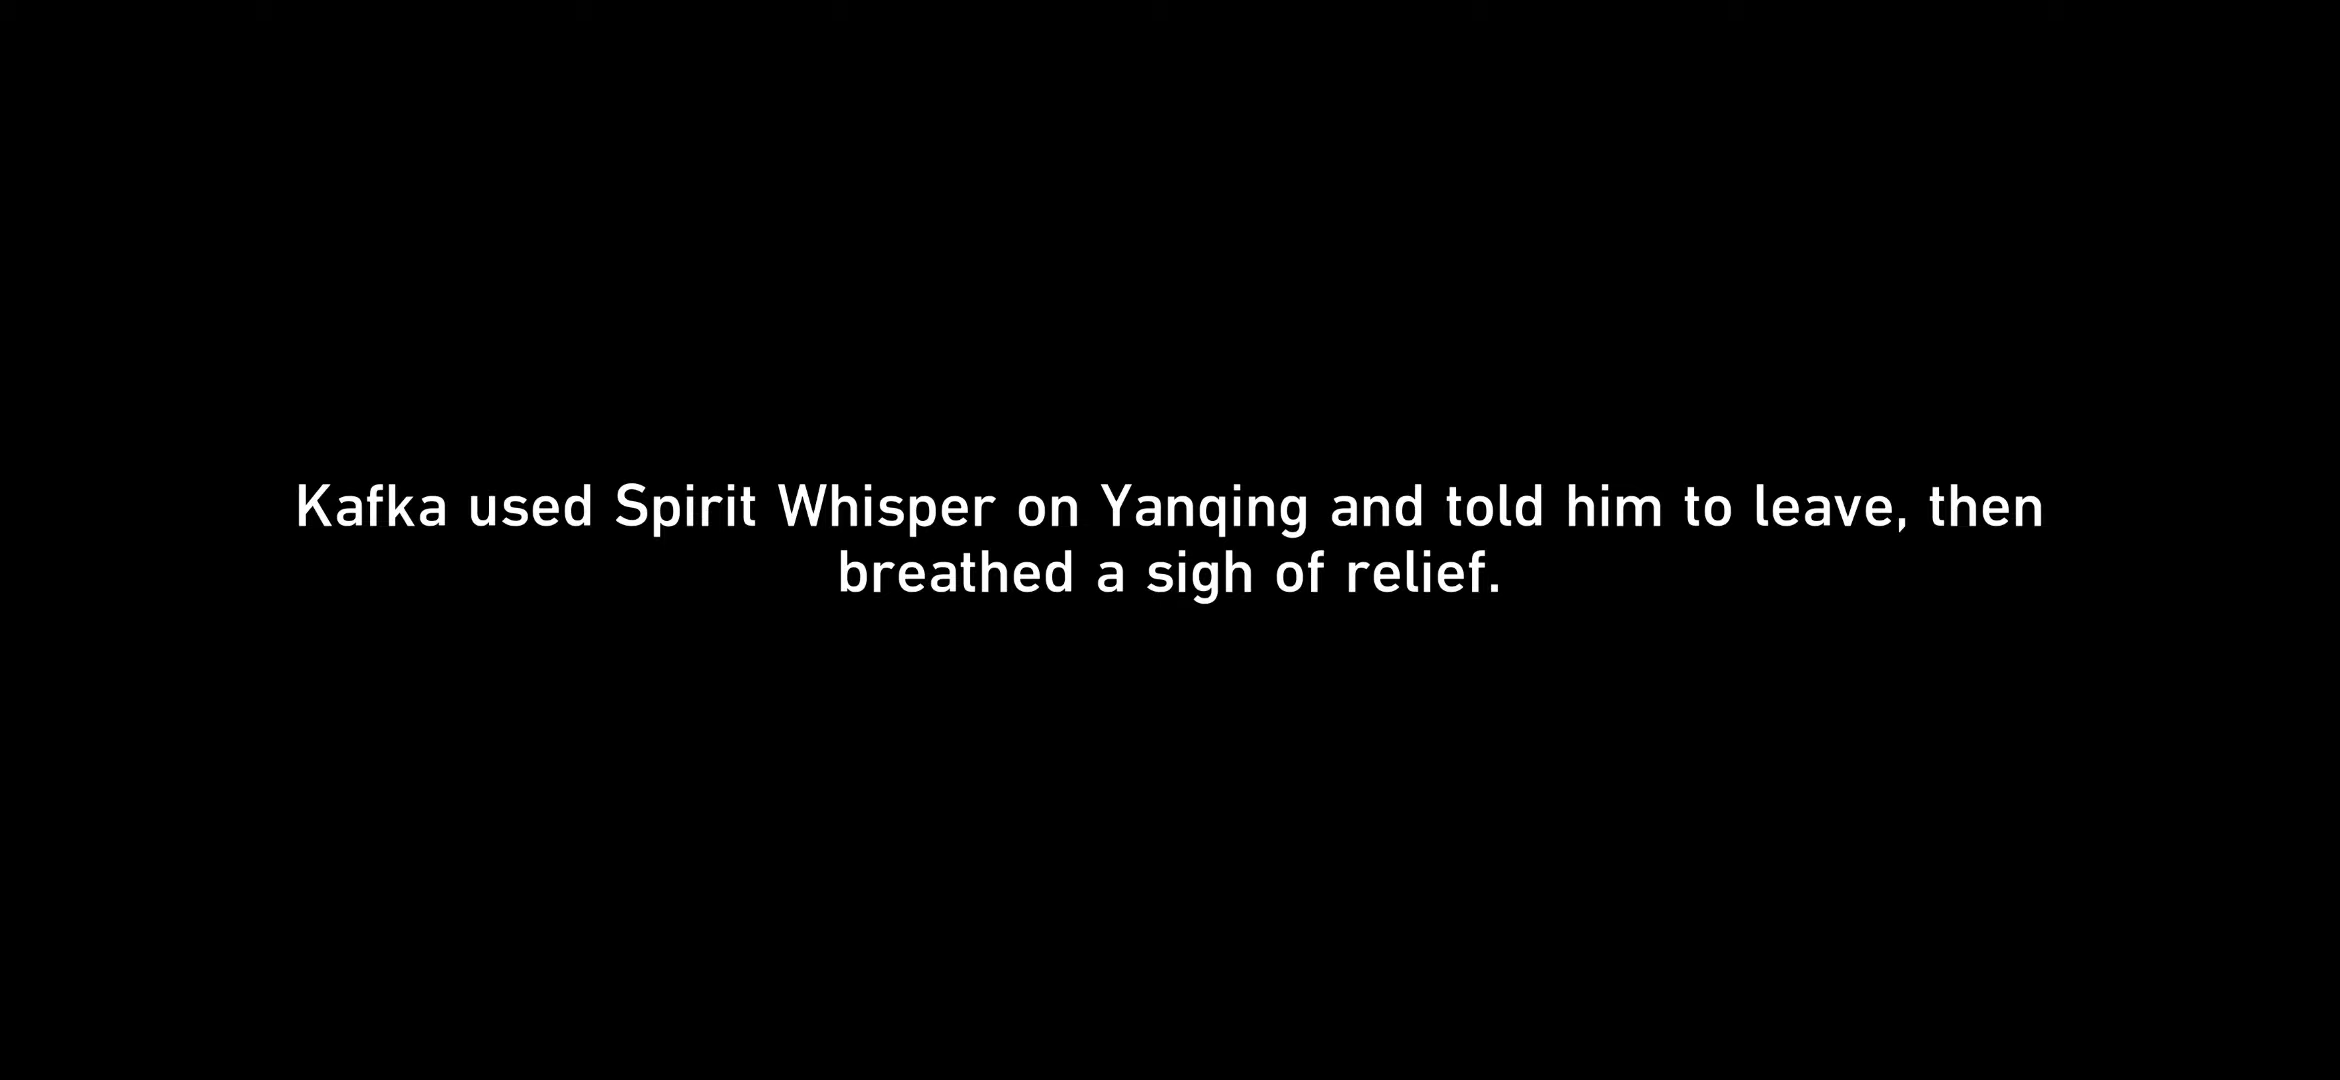 Kafka used Spirit Whisper on Yanqing and told him to leave, then
breathed a sigh of relief.